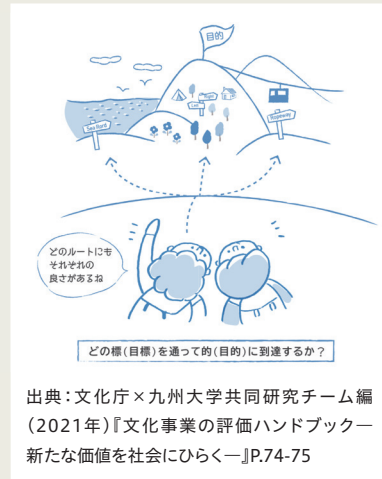 目的
Sea Root
Ropeway
どのルートにも
それぞれの
良さがあるね
どの標(目標)を通って的(目的)に到達するか？
出典：文化庁×九州大学共同研究チーム編
（2021年）『文化事業の評価ハンドブック―
新たな価値を社会にひらく―』P.74-75